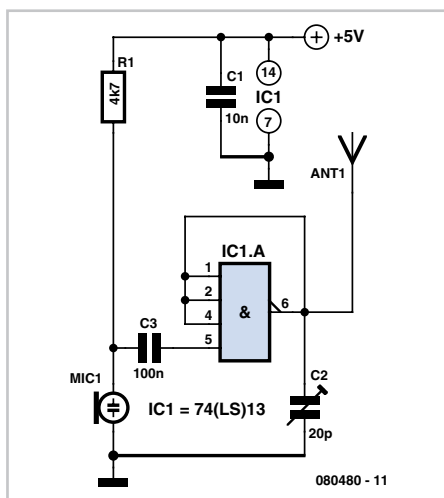 +5V
R1
4k7
C1
10n
14
IC1
7
ANT1
IC1.A
1
2
4
5
&
6
C3
100n
MIC1
IC1 = 74(LS)13
C2
20p
080480 - 11